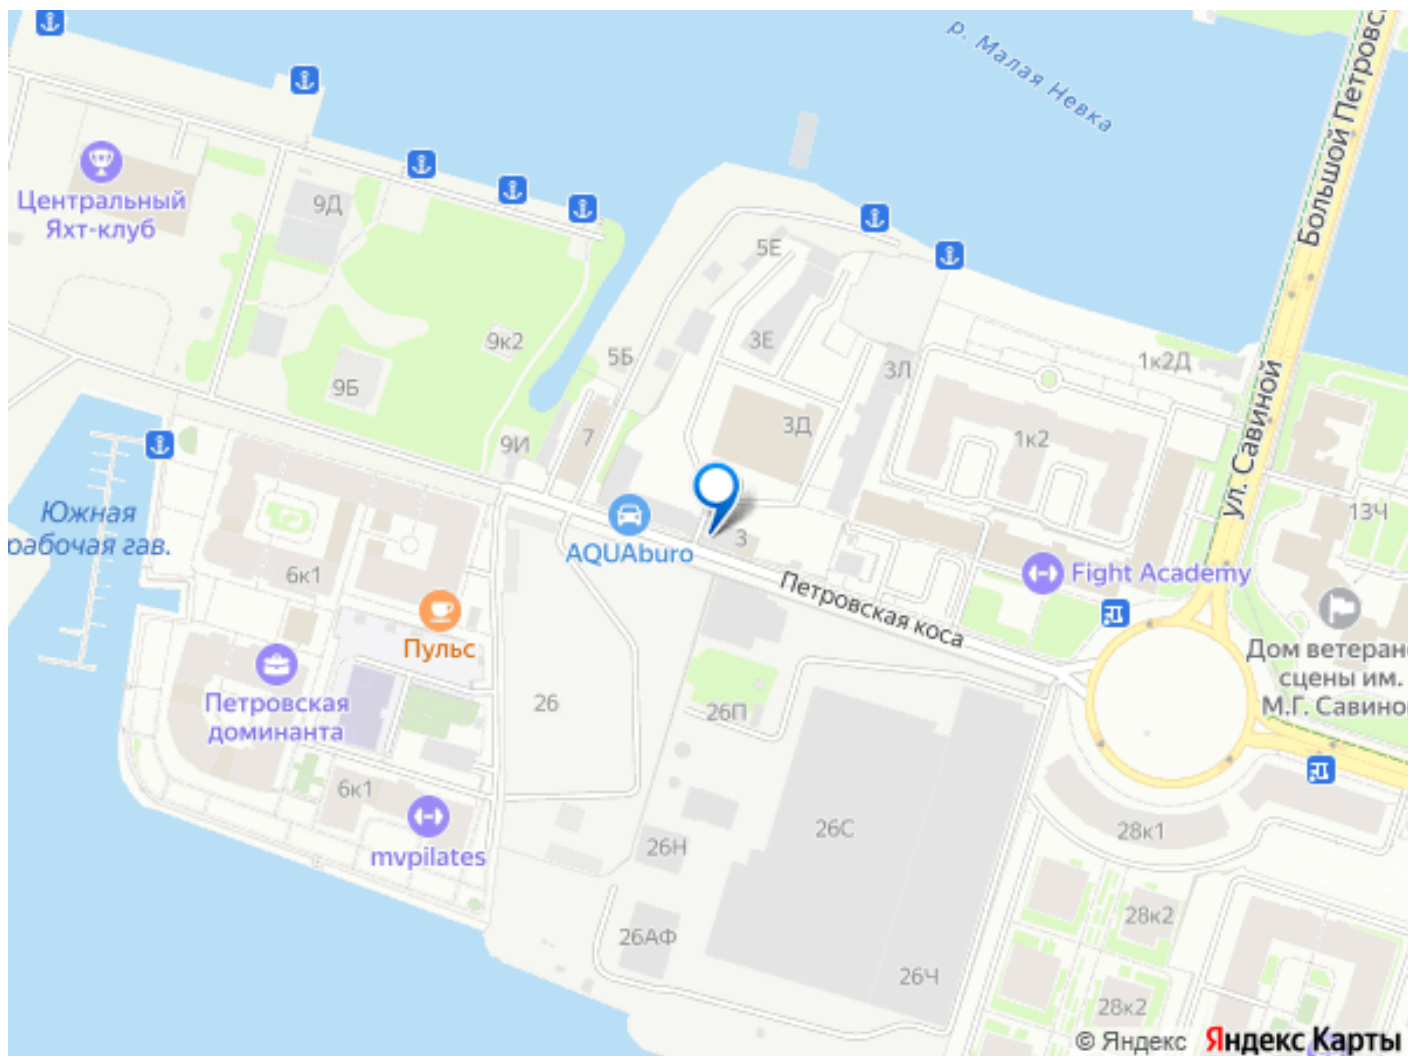 р. Малая Невка
Большой Петровс
Центральный
Яхт-клуб
9Д
5Е
9к2
5Б
3Е
3Л
1к2Д
9Б
ул. Савиной
7
3Д
1к2
9И
Южная
рабочая гав.
13Ч
AQUAburo
3
6к1
Fight Academy
Петровская коса
Пульс
Дом ветеранс
сцены им.
М.Г. Савиной
Петровская
доминанта
26
26П
6к1
26С
28к1
26Н
mvpilates
28к2
26АФ
26Ч
28к2
© Яндекс Яндекс Карты